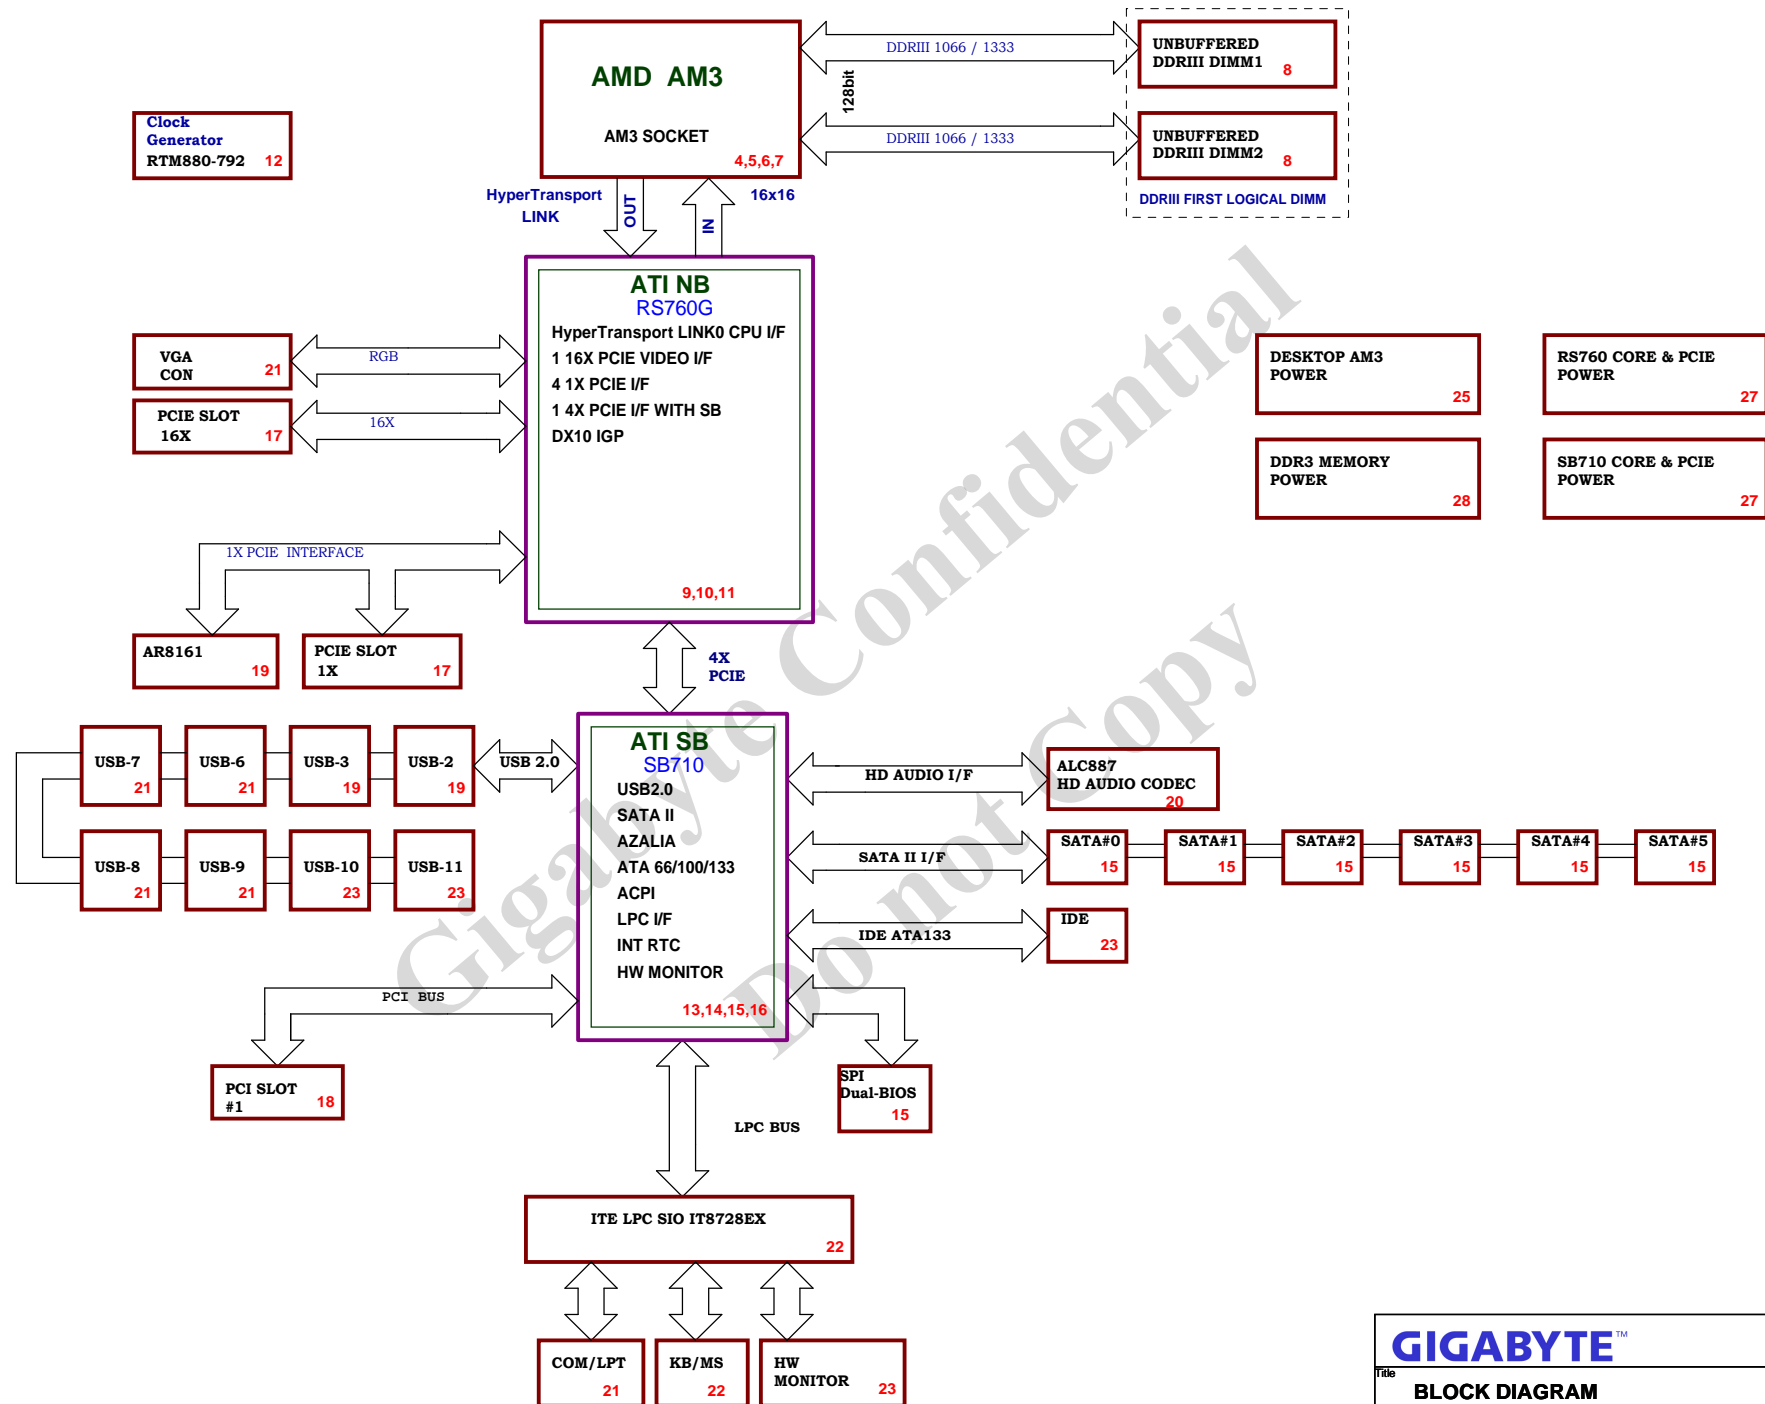 AMD AM3
AM3 SOCKET
4,5,6,7
DDRIII 1066 / 1333
128bit
DDRIII 1066 / 1333
UNBUFFERED
DDRIII DIMM1
8
UNBUFFERED
DDRIII DIMM2
8
DDRIII FIRST LOGICAL DIMM
Clock
Generator
RTM880-792 12
HyperTransport
LINK
OUT
IN
16x16
ATI NB
RS760G
HyperTransport LINK0 CPU I/F
1 16X PCIE VIDEO I/F
4 1X PCIE I/F
1 4X PCIE I/F WITH SB
DX10 IGP
9,10,11
VGA
CON
21
RGB
PCIE SLOT
16X
17
16X
DESKTOP AM3
POWER
25
RS760 CORE & PCIE
POWER
27
DDR3 MEMORY
POWER
28
SB710 CORE & PCIE
POWER
27
1X PCIE INTERFACE
AR8161
19
PCIE SLOT
1X
17
4X
PCIE
USB-7
21
USB-6
21
USB-3
19
USB-2
19
USB 2.0
USB-8
21
USB-9
21
USB-10
23
USB-11
23
ATI SB
SB710
USB2.0
SATA II
AZALIA
ATA 66/100/133
ACPI
LPC I/F
INT RTC
HW MONITOR
13,14,15,16
HD AUDIO I/F
ALC887
HD AUDIO CODEC
20
SATA II I/F
SATA#0
15
SATA#1
15
SATA#2
15
SATA#3
15
SATA#4
15
SATA#5
15
IDE ATA133
IDE
23
PCI BUS
PCI SLOT
#1
18
SPI
Dual-BIOS
15
LPC BUS
ITE LPC SIO IT8728EX
22
COM/LPT
21
KB/MS
22
HW
MONITOR
23
Gigabyte Confidential
Do not Copy
GIGABYTE™
Title
BLOCK DIAGRAM